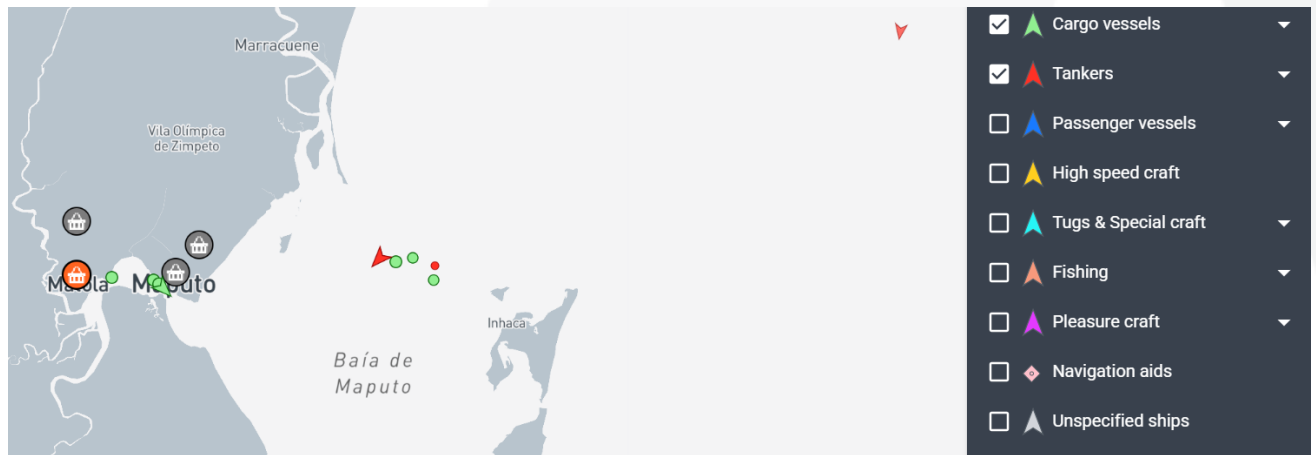 Marracuene
Vila Olímpica
de Zimpeto
Matola
Maputo
Inhaca
Baía de
Maputo
Cargo vessels
Tankers
Passenger vessels
High speed craft
Tugs & Special craft
Fishing
Pleasure craft
Navigation aids
Unspecified ships